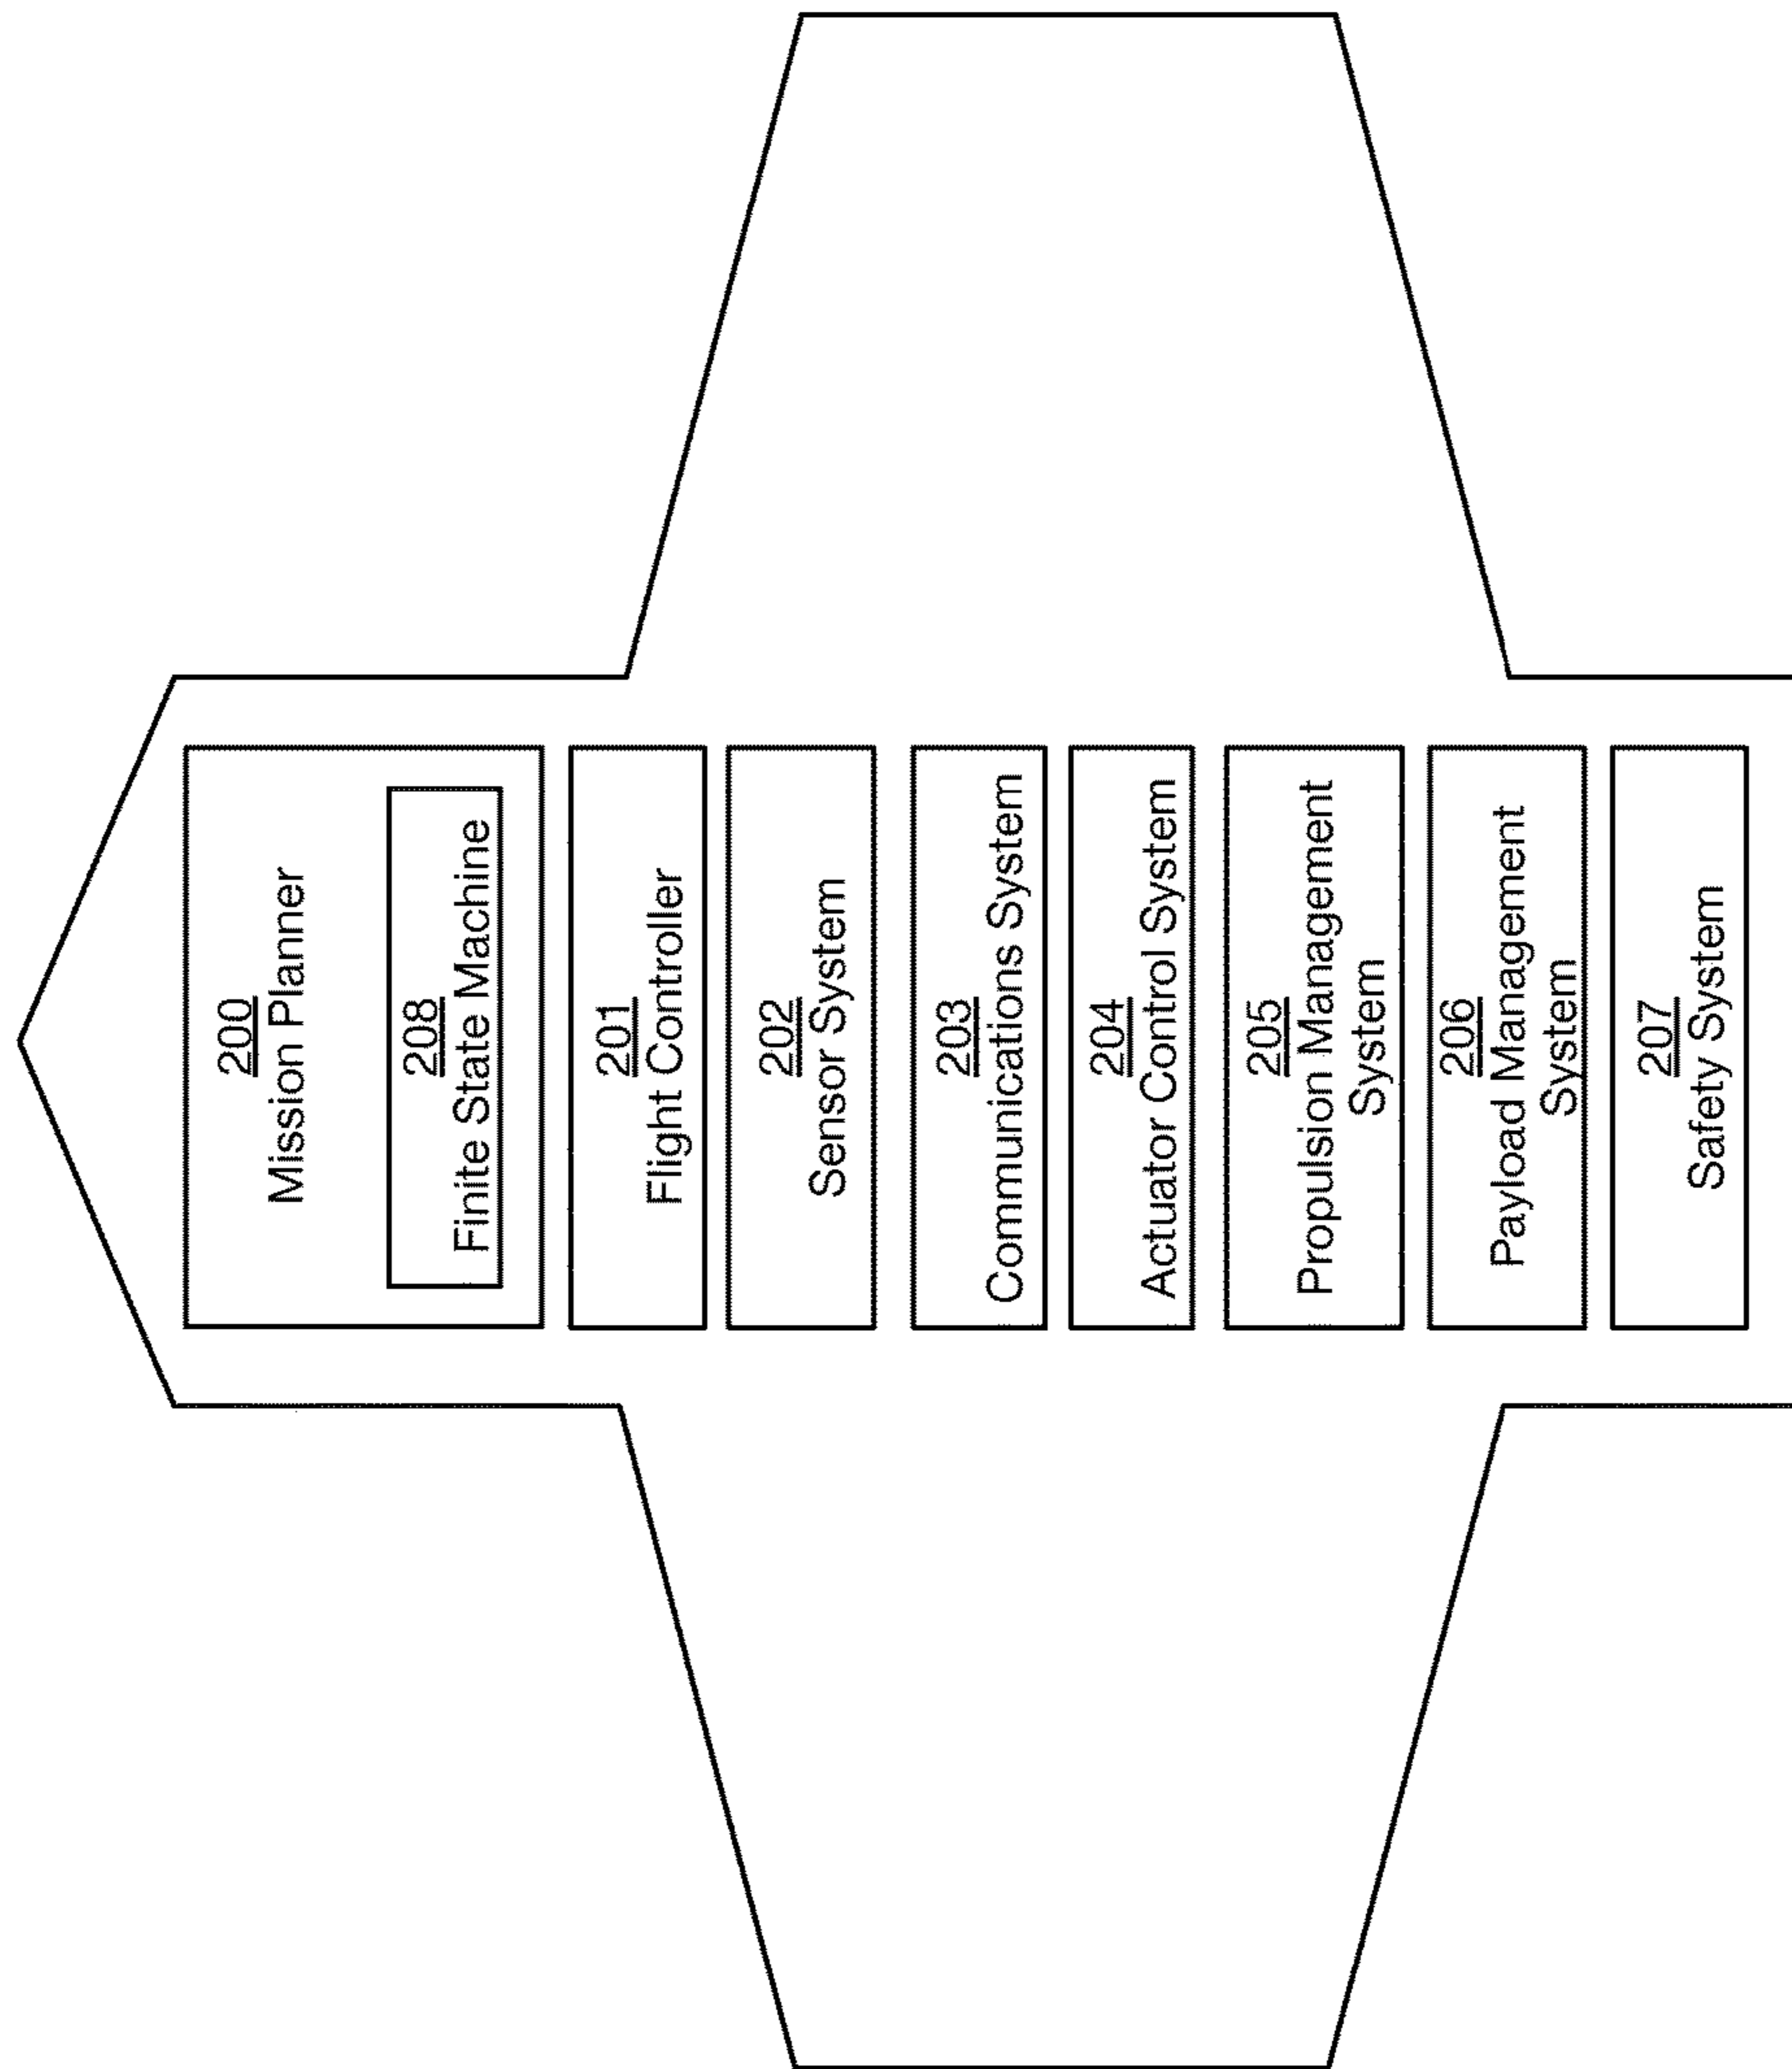 200
Mission Planner
208
Finite State Machine
201
Flight Controller
202
Sensor System
203
Communications System
204
Actuator Control System
205
Propulsion Management
System
206
Payload Management
System
207
Safety System